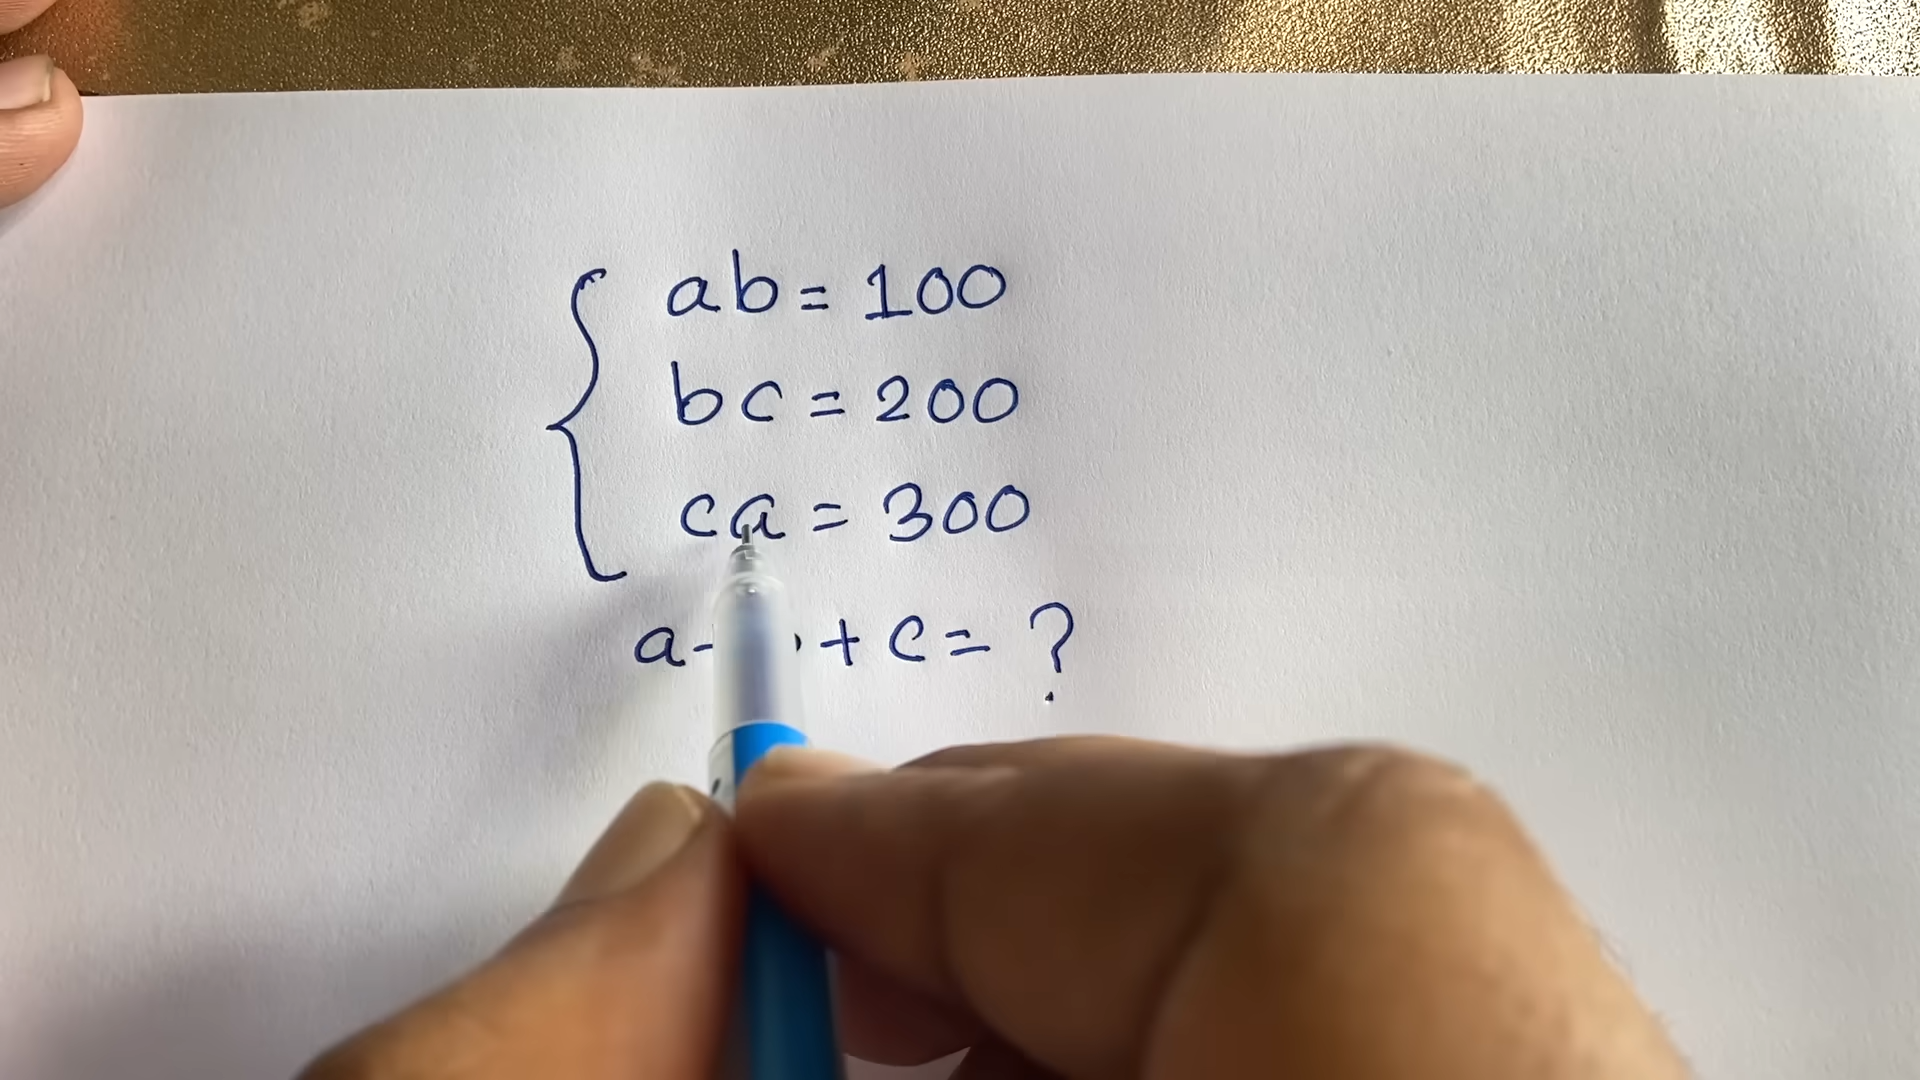 ab = 100
bc = 200
ca = 300
a + c = ?